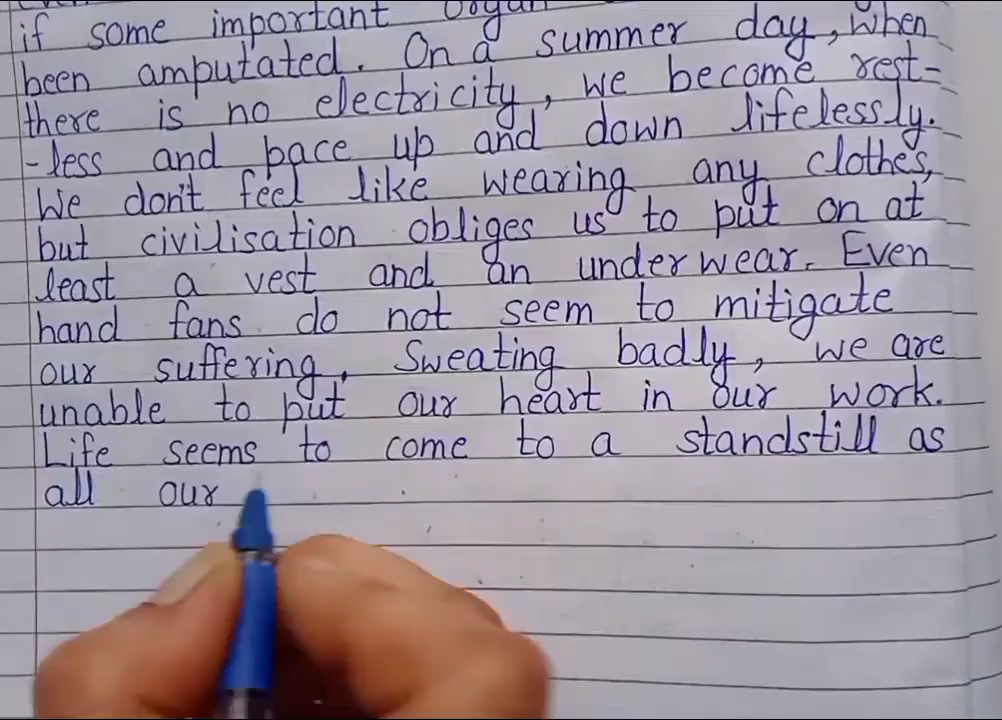 if some important organ
been amputated. On a summer day, when
there is no electricity, we become rest-
-less and pace up and down lifelessly.
We don't feel like wearing any clothes,
but civilisation obliges us to put on at
least a vest and an underwear. Even
hand fans do not seem to mitigate
our suffering. Sweating badly, we are
unable to put our heart in our work.
Life seems to come to a standstill as
all our